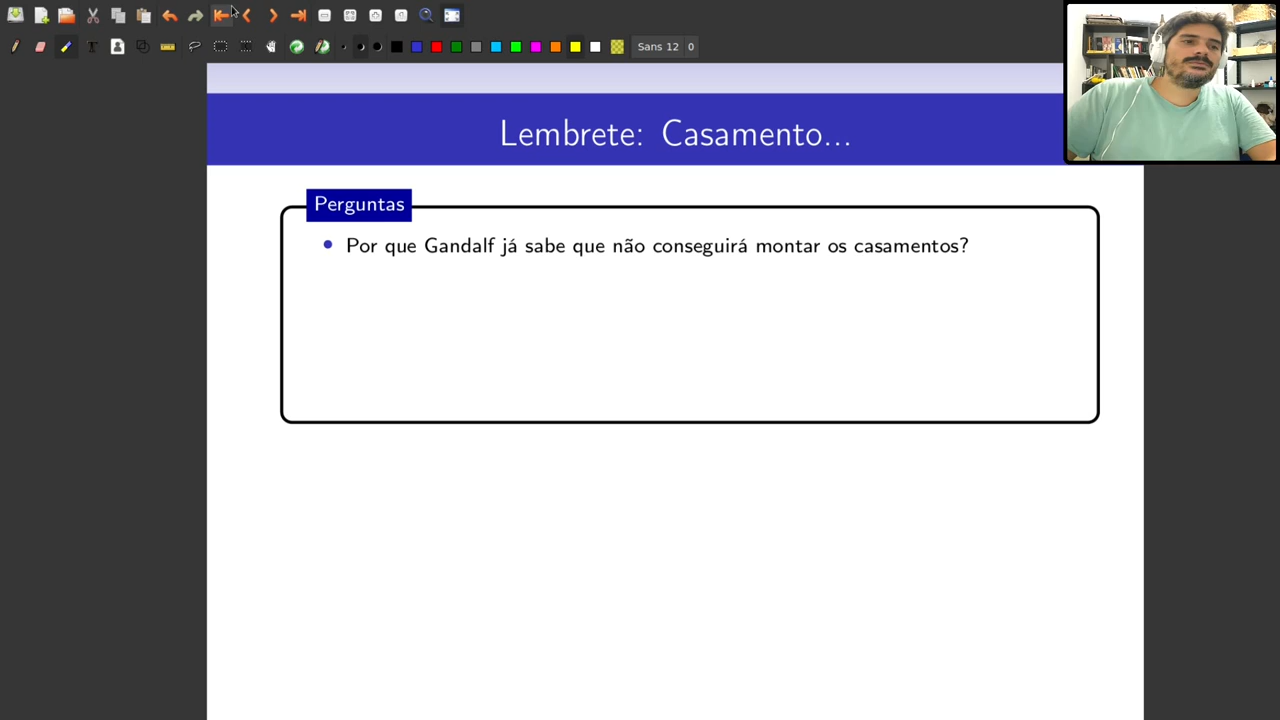 Sans 12 0
Lembrete: Casamento...
Perguntas
• Por que Gandalf já sabe que não conseguirá montar os casamentos?